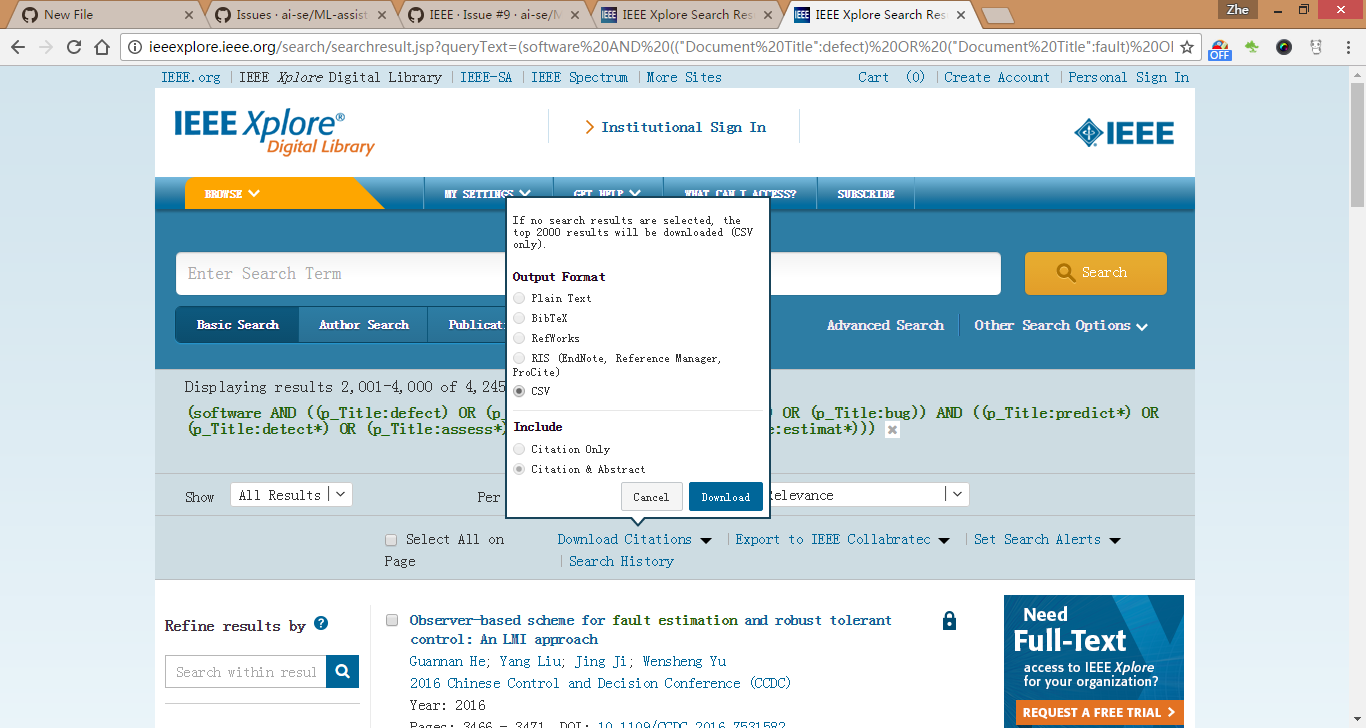 New File
Issues · ai-se/ML-assist
IEEE · Issue #9 · ai-se/M
IEEE Xplore Search Res
IEEE Xplore Search Res
Zhe
ieeexplore.ieee.org/search/searchresult.jsp?queryText=(software%20AND%20(("Document%20Title":defect)%20OR%20("Document%20Title":fault)%20OI
OFF
IEEE.org | IEEE Xplore Digital Library | IEEE-SA | IEEE Spectrum | More Sites
Cart (0) | Create Account | Personal Sign In
IEEE Xplore®
Digital Library
Institutional Sign In
IEEE
BROWSE
MY SETTINGS
GET HELP
WHAT CAN I ACCESS?
SUBSCRIBE
If no search results are selected, the
top 2000 results will be downloaded (CSV
only).
Output Format
Plain Text
BibTeX
RefWorks
RIS (EndNote, Reference Manager,
ProCite)
CSV
Include
Citation Only
Citation & Abstract
Cancel
Download
Enter Search Term
Search
Basic Search
Author Search
Publicat
Advanced Search
Other Search Options
Displaying results 2,001-4,000 of 4,245
(software AND ((p_Title:defect) OR (p_ OR (p_Title:bug)) AND ((p_Title:predict*) OR
(p_Title:detect*) OR (p_Title:assess*) e:estimat*)))
Show
All Results
Per
Relevance
Select All on
Page
Download Citations
Export to IEEE Collabratec
Set Search Alerts
Search History
Refine results by
?
Search within resul
Observer-based scheme for fault estimation and robust tolerant
control: An LMI approach
Guannan He; Yang Liu; Jing Ji; Wensheng Yu
2016 Chinese Control and Decision Conference (CCDC)
Year: 2016
Pages: 3466 - 3471, DOI: 10.1109/CCDC.2016.7531582
Need
Full-Text
access to IEEE Xplore
for your organization?
REQUEST A FREE TRIAL >